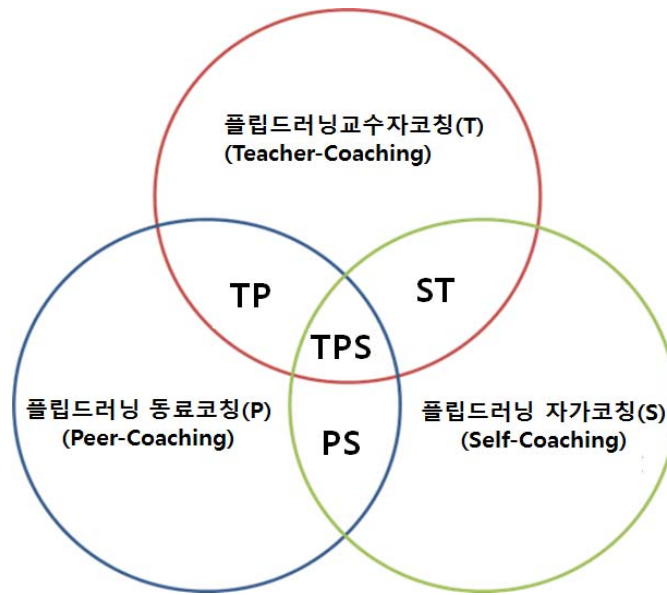 플립드러닝교수자코칭(T)
(Teacher-Coaching)
TP
ST
TPS
플립드러닝 동료코칭(P)
(Peer-Coaching)
플립드러닝 자가코칭(S)
(Self-Coaching)
PS